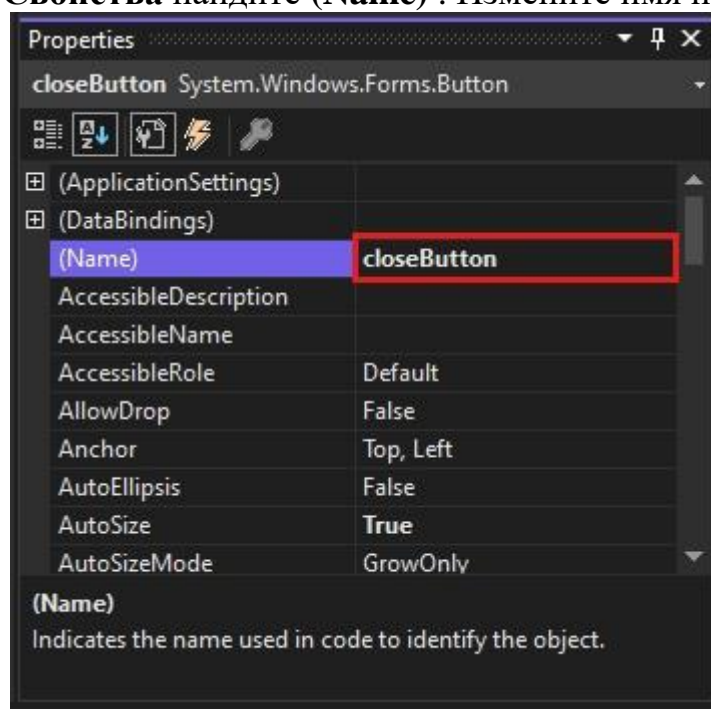 Свойства найдите (Name) . Измените имя н
Properties
closeButton System.Windows.Forms.Button
(ApplicationSettings)
(DataBindings)
(Name) closeButton
AccessibleDescription
AccessibleName
AccessibleRole Default
AllowDrop False
Anchor Top, Left
AutoEllipsis False
AutoSize True
AutoSizeMode GrowOnly
(Name)
Indicates the name used in code to identify the object.